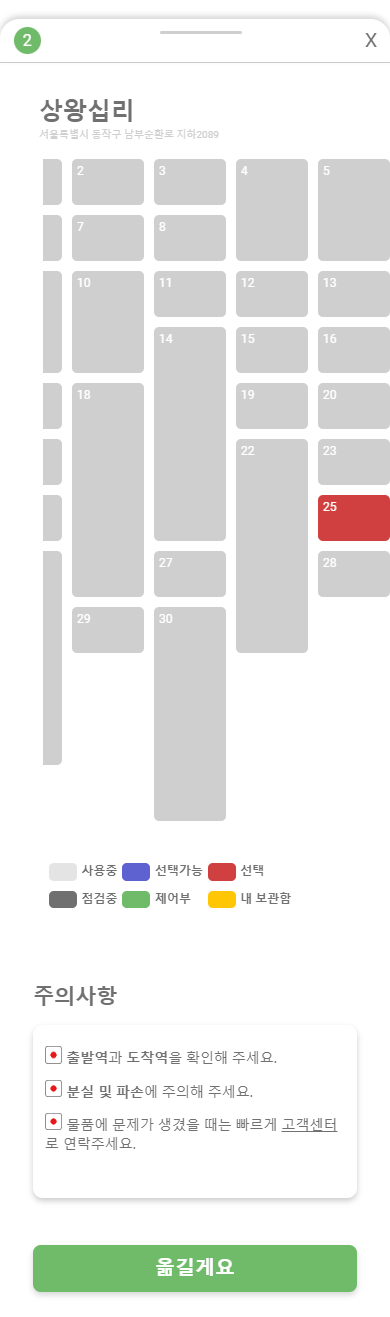 2
X
상왕십리
서울특별시 동작구 남부순환로 지하2089
2 3 4 5
7 8
10 11 12 13
14 15 16
18 19 20
22 23
25
27 28
29 30
사용중 선택가능 선택
점검중 제어부 내 보관함
주의사항
출발역과 도착역을 확인해 주세요.
분실 및 파손에 주의해 주세요.
물품에 문제가 생겼을 때는 빠르게 고객센터
로 연락주세요.
옮길게요